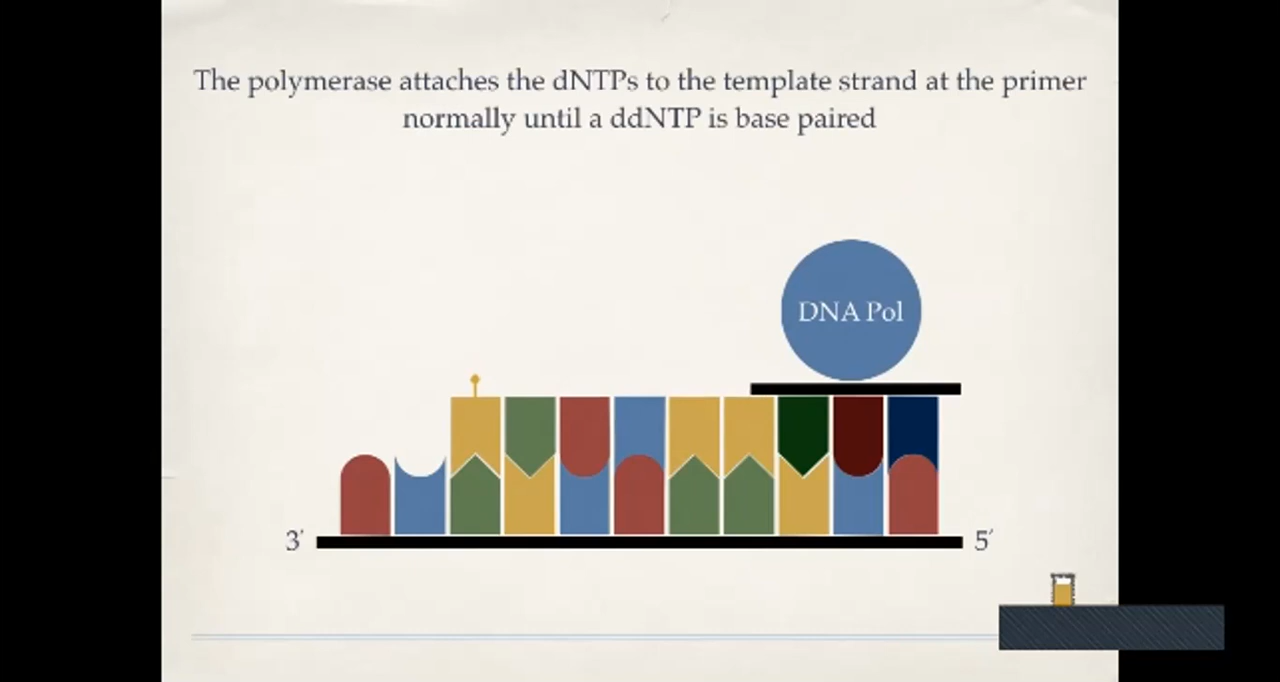 The polymerase attaches the dNTPs to the template strand at the primer
normally until a ddNTP is base paired
DNA Pol
3′
5′